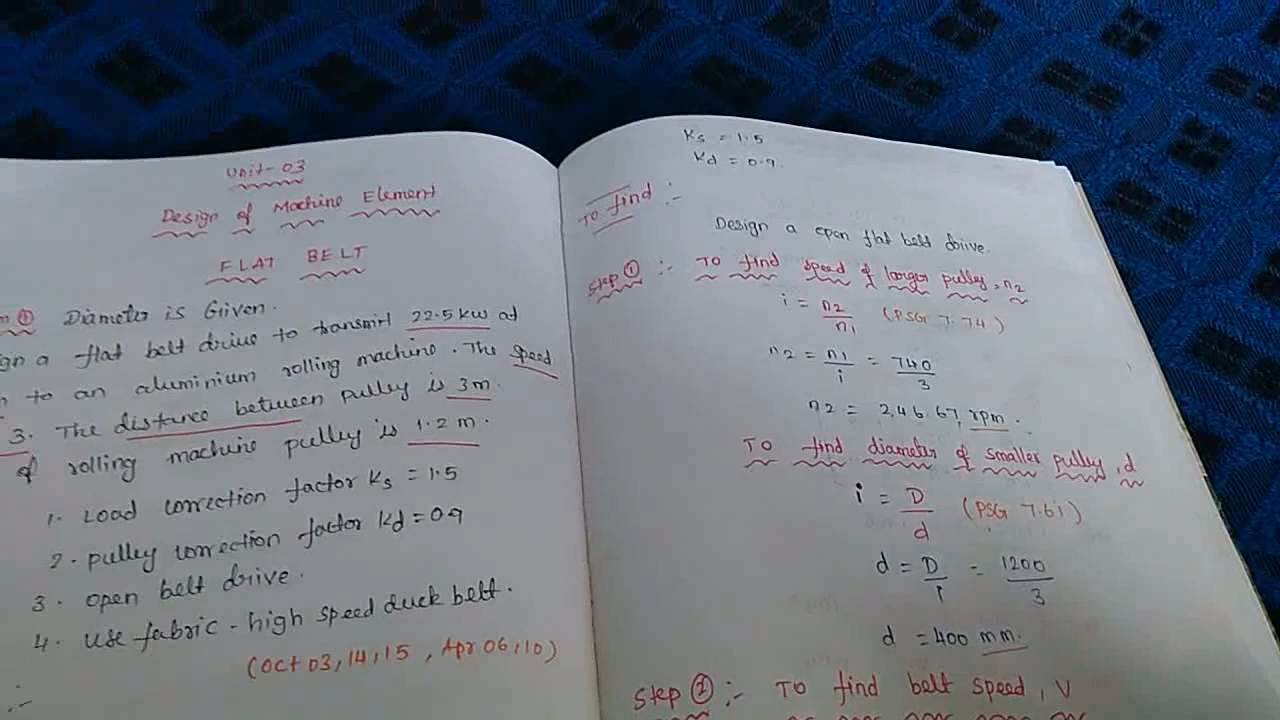 Unit-03
Design of Machine Element
FLAT BELT
① Diameter is Given.
a flat belt drive to transmit 22.5 kW at
to an aluminium rolling machine. The speed
3. The distance between pulley is 3m.
of rolling machine pulley is 1.2 m.
1. Load correction factor Ks = 1.5
2. pulley correction factor Kd = 0.9
3. open belt drive.
4. Use fabric - high speed duck belt.
(Oct 03, 14, 15, Apr 06, 10)
Ks = 1.5
Kd = 0.9.
To find :-
Design a open flat belt drive.
Step ① :- To find speed of larger pulley, n2
i = n2/n1 (PSG 7.74)
n2 = n1/i = 740/3
n2 = 246.67, rpm.
To find diameter of smaller pulley, d
i = D/d (PSG 7.61)
d = D/i = 1200/3
d = 400 mm.
Step ② :- To find belt speed, V